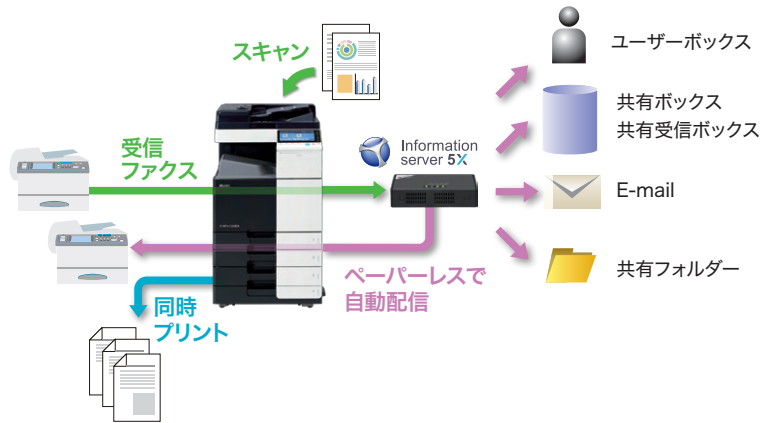 スキャン
ユーザーボックス
共有ボックス
共有受信ボックス
受信
ファクス
Information
server 5X
E-mail
ペーパーレスで
自動配信
共有フォルダー
同時
プリント